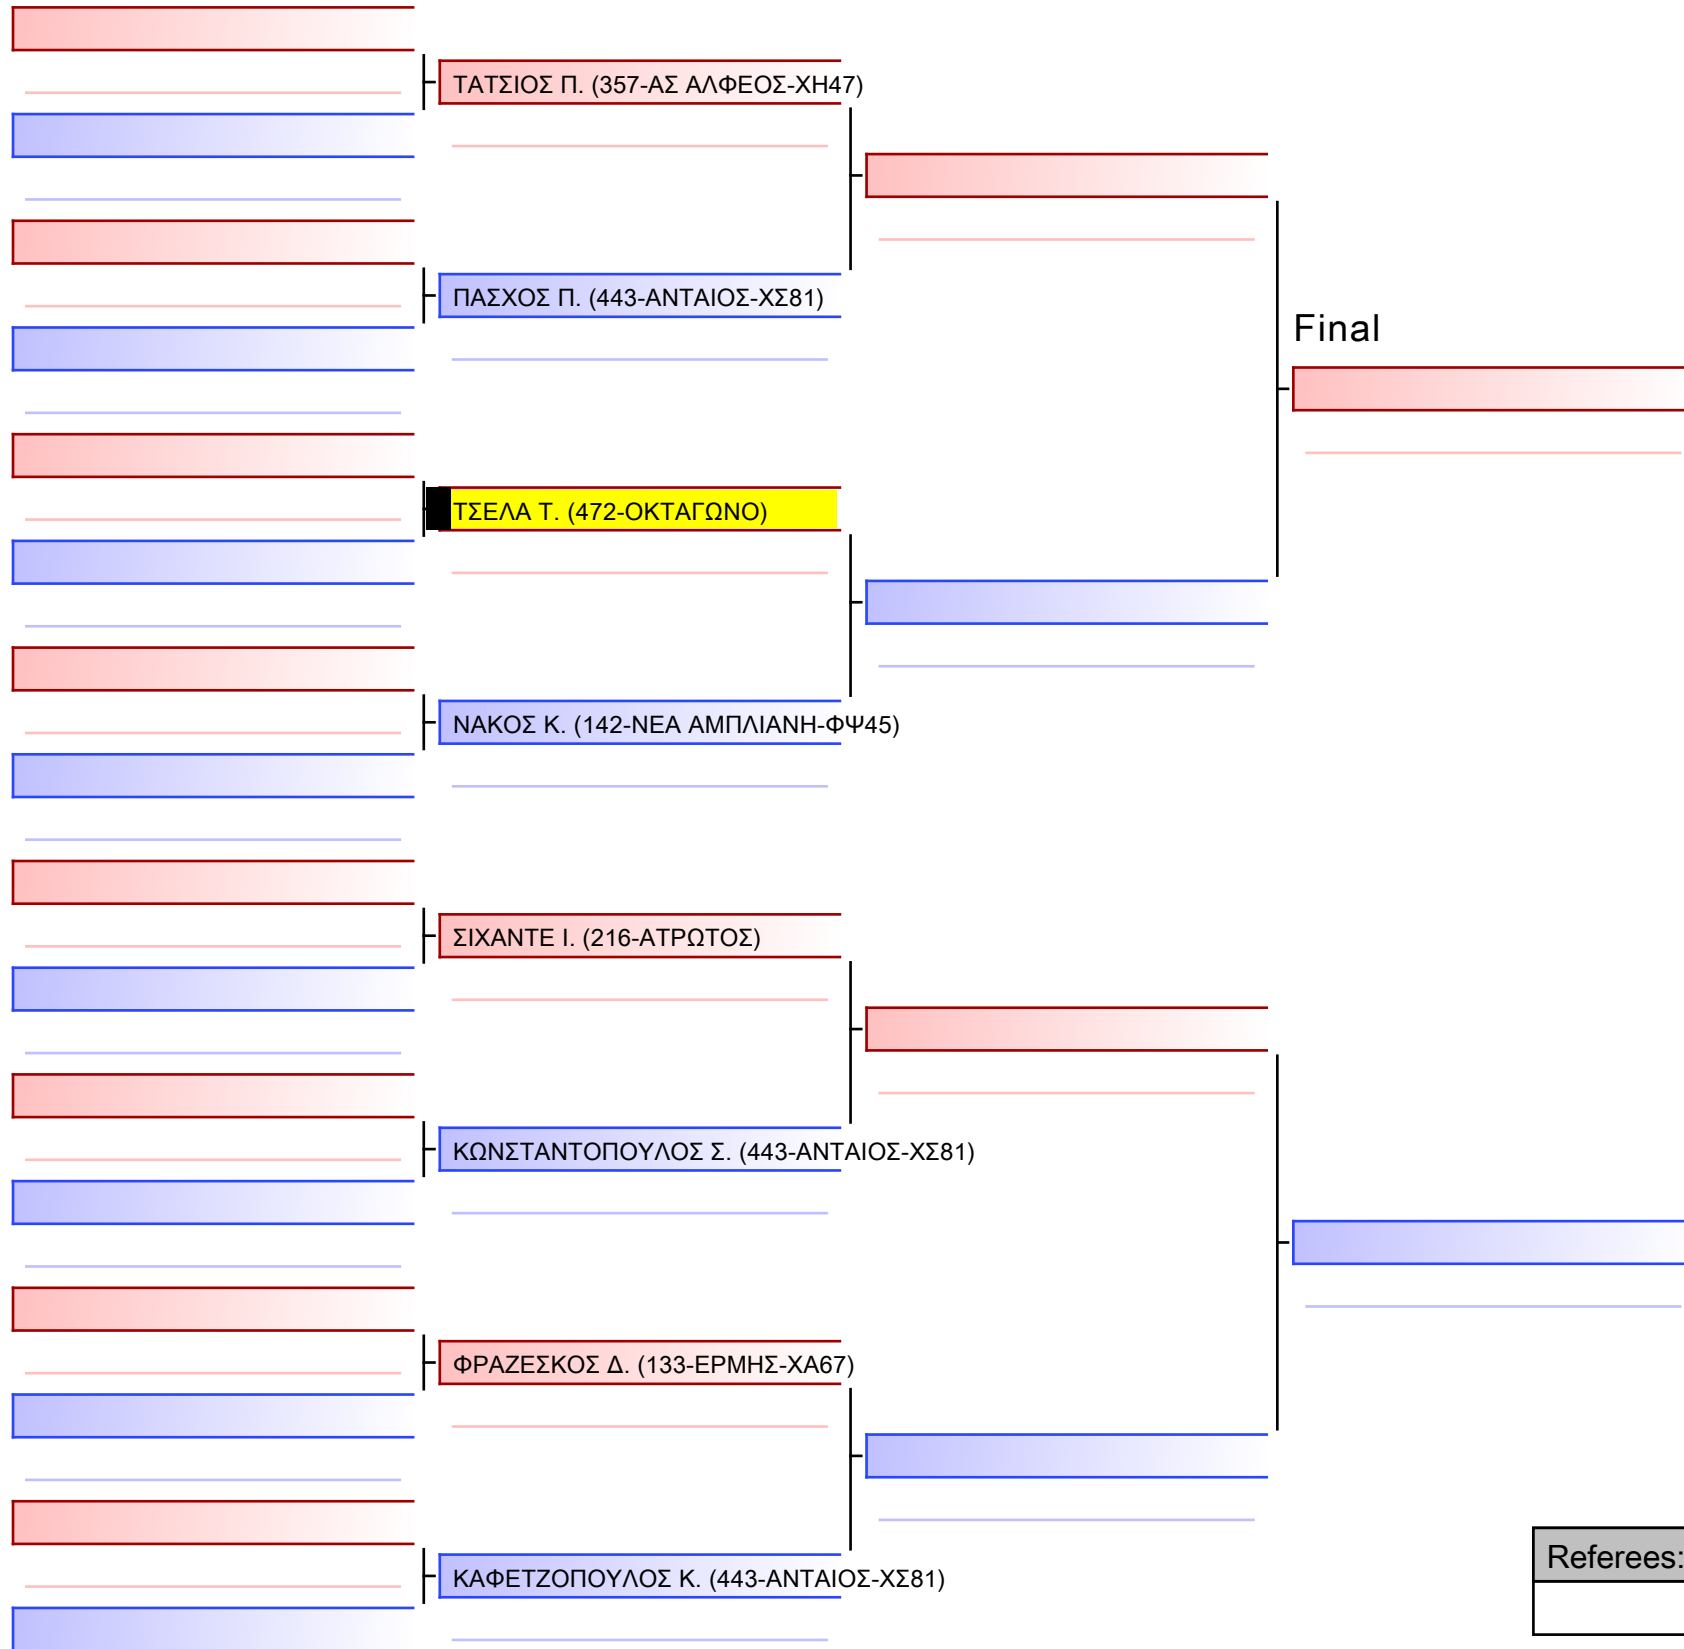 ΤΑΤΣΙΟΣ Π. (357-ΑΣ ΑΛΦΕΟΣ-ΧΗ47)
ΠΑΣΧΟΣ Π. (443-ΑΝΤΑΙΟΣ-ΧΣ81)
Final
ΤΣΕΛΑ Τ. (472-ΟΚΤΑΓΩΝΟ)
ΝΑΚΟΣ Κ. (142-ΝΕΑ ΑΜΠΛΙΑΝΗ-ΦΨ45)
ΣΙΧΑΝΤΕ Ι. (216-ΑΤΡΩΤΟΣ)
ΚΩΝΣΤΑΝΤΟΠΟΥΛΟΣ Σ. (443-ΑΝΤΑΙΟΣ-ΧΣ81)
ΦΡΑΖΕΣΚΟΣ Δ. (133-ΕΡΜΗΣ-ΧΑ67)
Referees:
ΚΑΦΕΤΖΟΠΟΥΛΟΣ Κ. (443-ΑΝΤΑΙΟΣ-ΧΣ81)